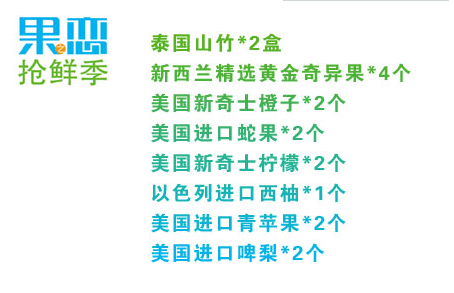 果之恋
抢鲜季
泰国山竹*2盒
新西兰精选黄金奇异果*4个
美国新奇士橙子*2个
美国进口蛇果*2个
美国新奇士柠檬*2个
以色列进口西柚*1个
美国进口青苹果*2个
美国进口啤梨*2个